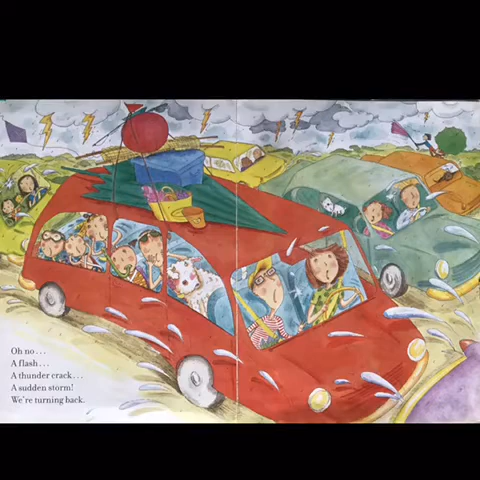 Oh no . . .
A flash . . .
A thunder crack . . .
A sudden storm!
We're turning back.